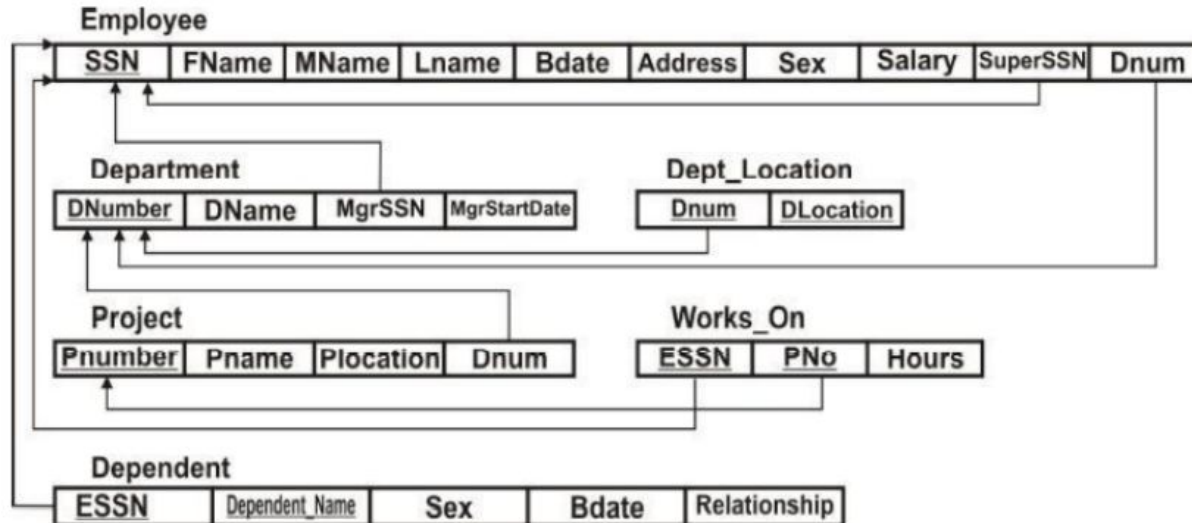 Employee
SSN FName MName Lname Bdate Address Sex Salary SuperSSN Dnum
Department
DNumber DName MgrSSN MgrStartDate
Dept_Location
Dnum DLocation
Project
Pnumber Pname Plocation Dnum
Works_On
ESSN PNo Hours
Dependent
ESSN Dependent_Name Sex Bdate Relationship